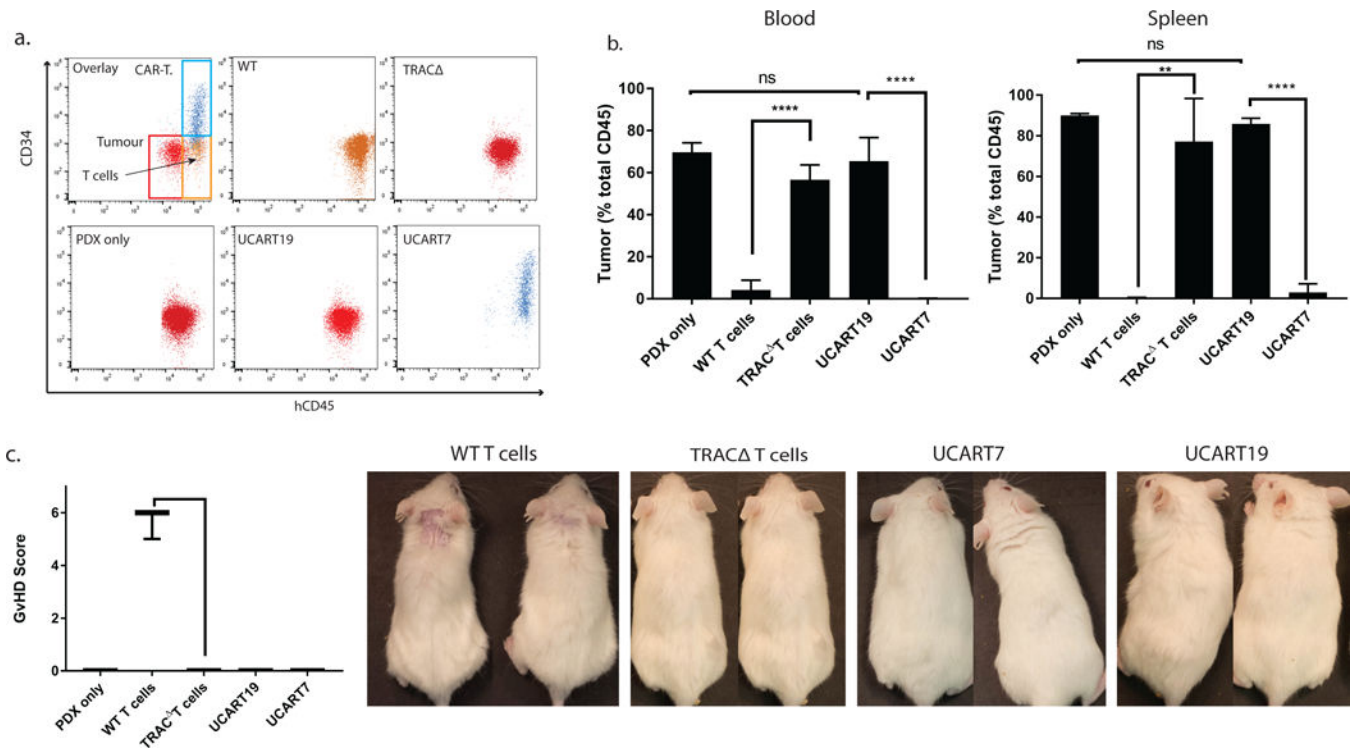 a.
CD34
Overlay
CAR-T.
Tumour
T cells
WT
TRACΔ
PDX only
UCART19
UCART7
hCD45
b.
Blood
Tumor (% total CD45)
100
80
60
40
20
0
ns
****
****
PDX only
WT T cells
TRAC^Δ T cells
UCART19
UCART7
Spleen
Tumor (% total CD45)
100
80
60
40
20
0
ns
**
****
PDX only
WT T cells
TRAC^Δ T cells
UCART19
UCART7
c.
GvHD Score
6
4
2
0
PDX only
WT T cells
TRAC^Δ T cells
UCART19
UCART7
WT T cells
TRACΔ T cells
UCART7
UCART19